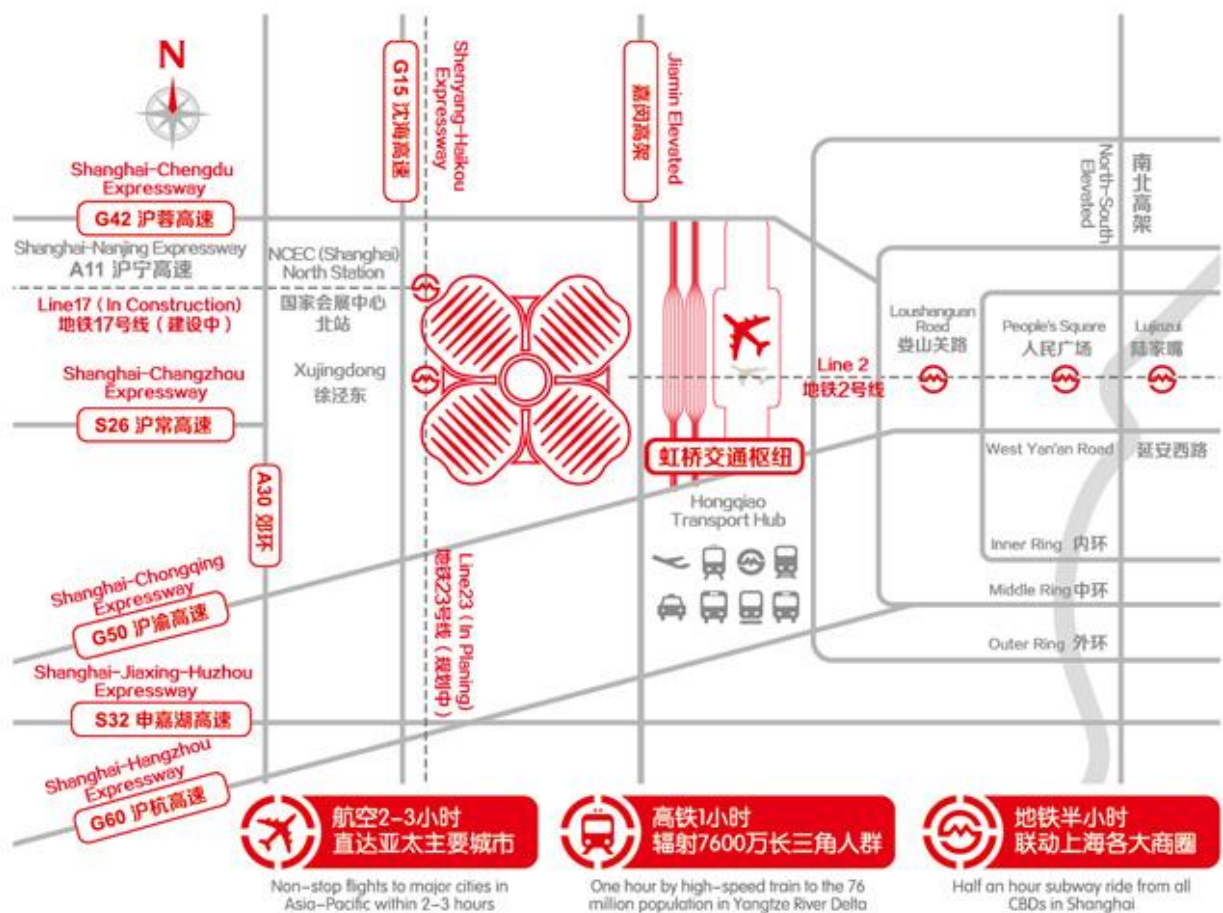 N
Shanghai-Chengdu
Expressway
G42 沪蓉高速
Shanghai-Nanjing Expressway
A11 沪宁高速
Line17 (In Construction)
地铁17号线(建设中)
Shanghai-Changzhou
Expressway
S26 沪常高速
A30 郊环
Shanghai-Chongqing
Expressway
G50 沪渝高速
Shanghai-Jiaxing-Huzhou
Expressway
S32 申嘉湖高速
Shanghai-Hangzhou
Expressway
G60 沪杭高速
G15 沈海高速
Shenyang-Haikou
Expressway
NCEC (Shanghai)
North Station
国家会展中心
北站
Xujingdong
徐泾东
Line23 (In Planing)
地铁23号线(规划中)
嘉闵高架
Jiamin Elevated
虹桥交通枢纽
Hongqiao
Transport Hub
Line 2
地铁2号线
Loushanguan
Road
娄山关路
People's Square
人民广场
Lujiazui
陆家嘴
North-South
Elevated
南北高架
West Yan'an Road
延安西路
Inner Ring 内环
Middle Ring 中环
Outer Ring 外环
航空2-3小时
直达亚太主要城市
Non-stop flights to major cities in
Asia-Pacific within 2-3 hours
高铁1小时
辐射7600万长三角人群
One hour by high-speed train to the 76
million population in Yangtze River Delta
地铁半小时
联动上海各大商圈
Half an hour subway ride from all
CBDs in Shanghai